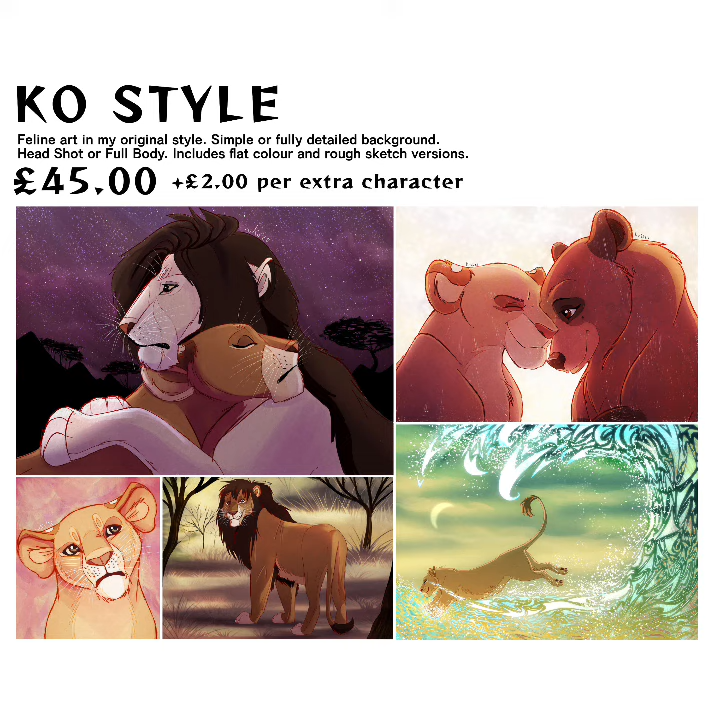 KO STYLE
Feline art in my original style. Simple or fully detailed background.
Head Shot or Full Body. Includes flat colour and rough sketch versions.
£45.00 +£2.00 per extra character